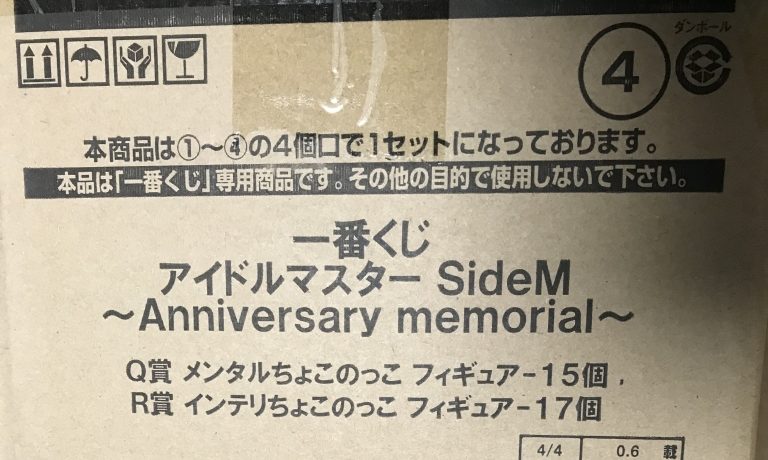 ダンボール
④
本商品は①～④の4個口で1セットになっております。
本品は「一番くじ」専用商品です。その他の目的で使用しないで下さい。
一番くじ
アイドルマスター SideM
～Anniversary memorial～
Q賞 メンタルちょこのっこ フィギュア-15個
R賞 インテリちょこのっこ フィギュア-17個
4/4 0.6